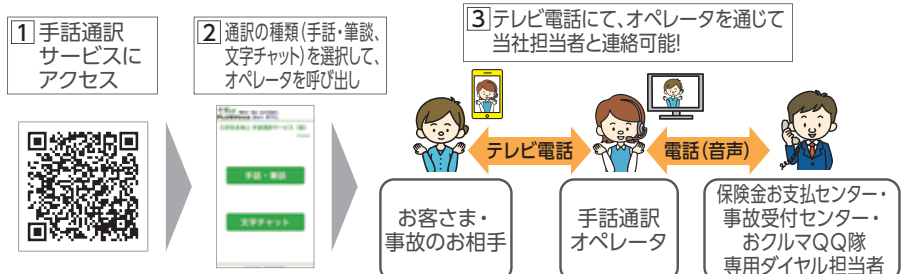 1 手話通訳
サービスに
アクセス
2 通訳の種類(手話・筆談、
文字チャット)を選択して、
オペレータを呼び出し
手話・筆談
文字チャット
3 テレビ電話にて、オペレータを通じて
当社担当者と連絡可能!
テレビ電話
電話(音声)
お客さま・
事故のお相手
手話通訳
オペレータ
保険金お支払センター・
事故受付センター・
おクルマQQ隊
専用ダイヤル担当者